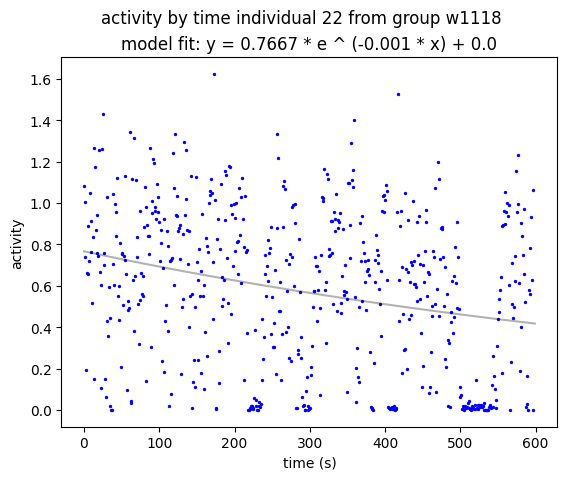 activity by time individual 22 from group w1118
model fit: y = 0.7667 * e ^ (-0.001 * x) + 0.0
1.6
1.4
1.2
1.0
0.8
0.6
0.4
0.2
0.0
activity
0 100 200 300 400 500 600
time (s)